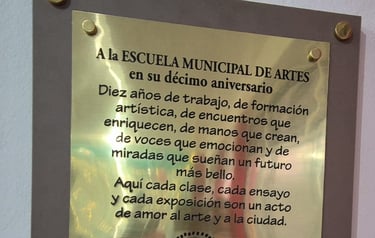 A la ESCUELA MUNICIPAL DE ARTES
en su décimo aniversario
Diez años de trabajo, de formación
artística, de encuentros que
enriquecen, de manos que crean,
de voces que emocionan y de
miradas que sueñan un futuro
más bello.
Aquí cada clase, cada ensayo
y cada exposición son un acto
de amor al arte y a la ciudad.